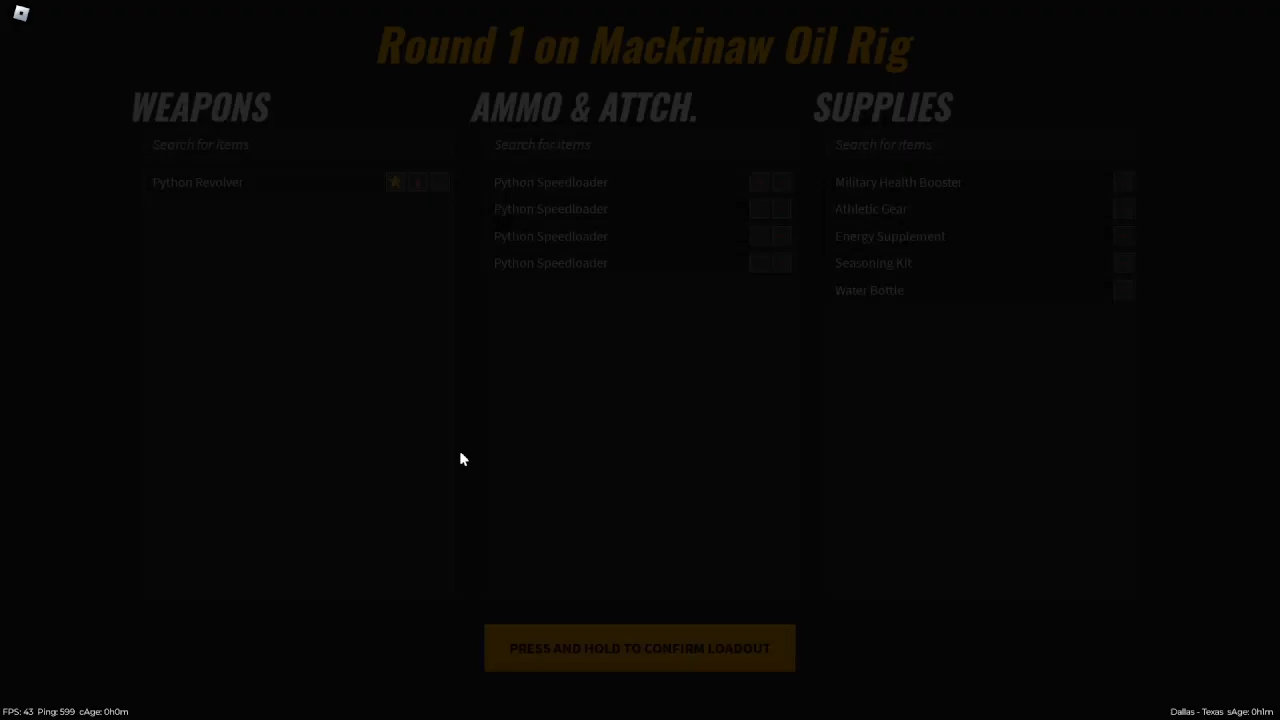 Round 1 on Mackinaw Oil Rig
WEAPONS
Search for items
Python Revolver
AMMO & ATTCH.
Search for items
Python Speedloader
Python Speedloader
Python Speedloader
Python Speedloader
SUPPLIES
Search for items
Military Health Booster
Athletic Gear
Energy Supplement
Seasoning Kit
Water Bottle
PRESS AND HOLD TO CONFIRM LOADOUT
FPS: 43 Ping: 599 cAge: 0h0m
Dallas - Texas sAge: 0h1m